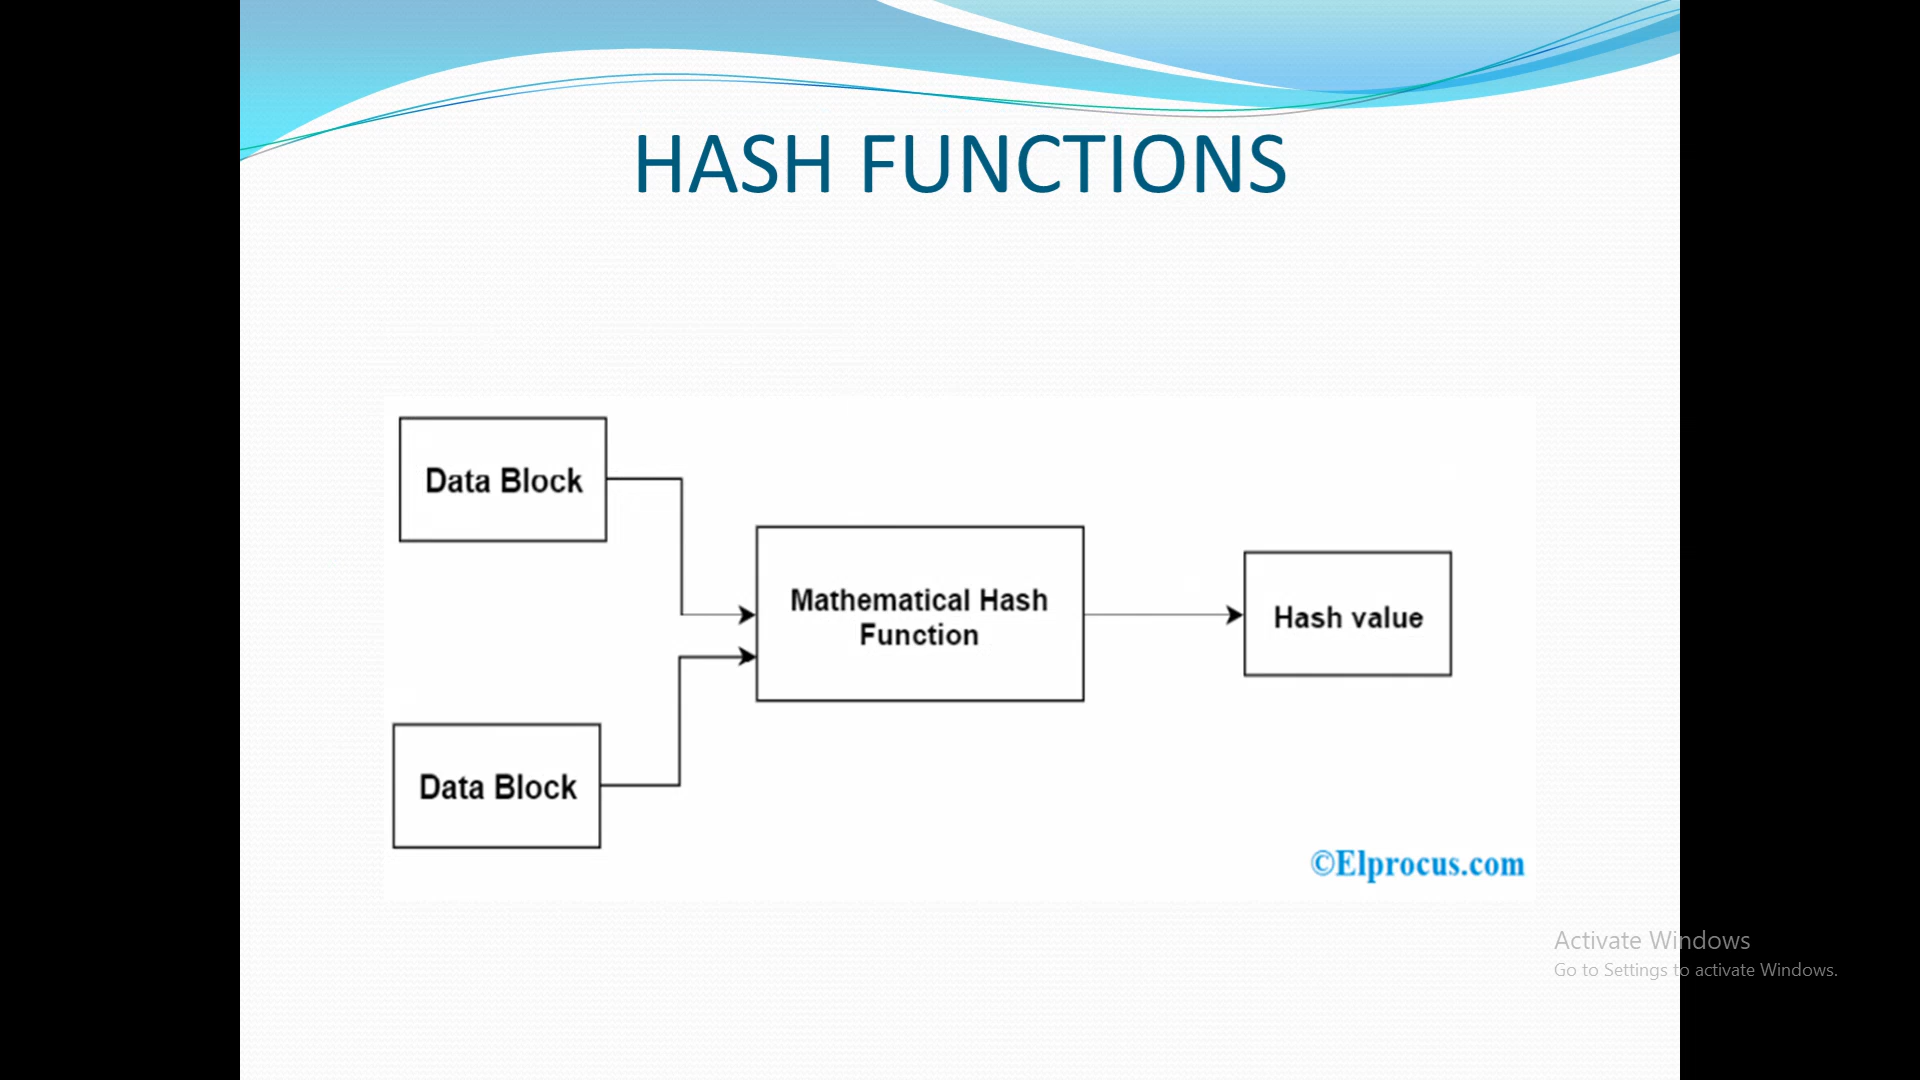 HASH FUNCTIONS
Data Block
Mathematical Hash
Function
Hash value
Data Block
©Elprocus.com
Activate Windows
Go to Settings to activate Windows.